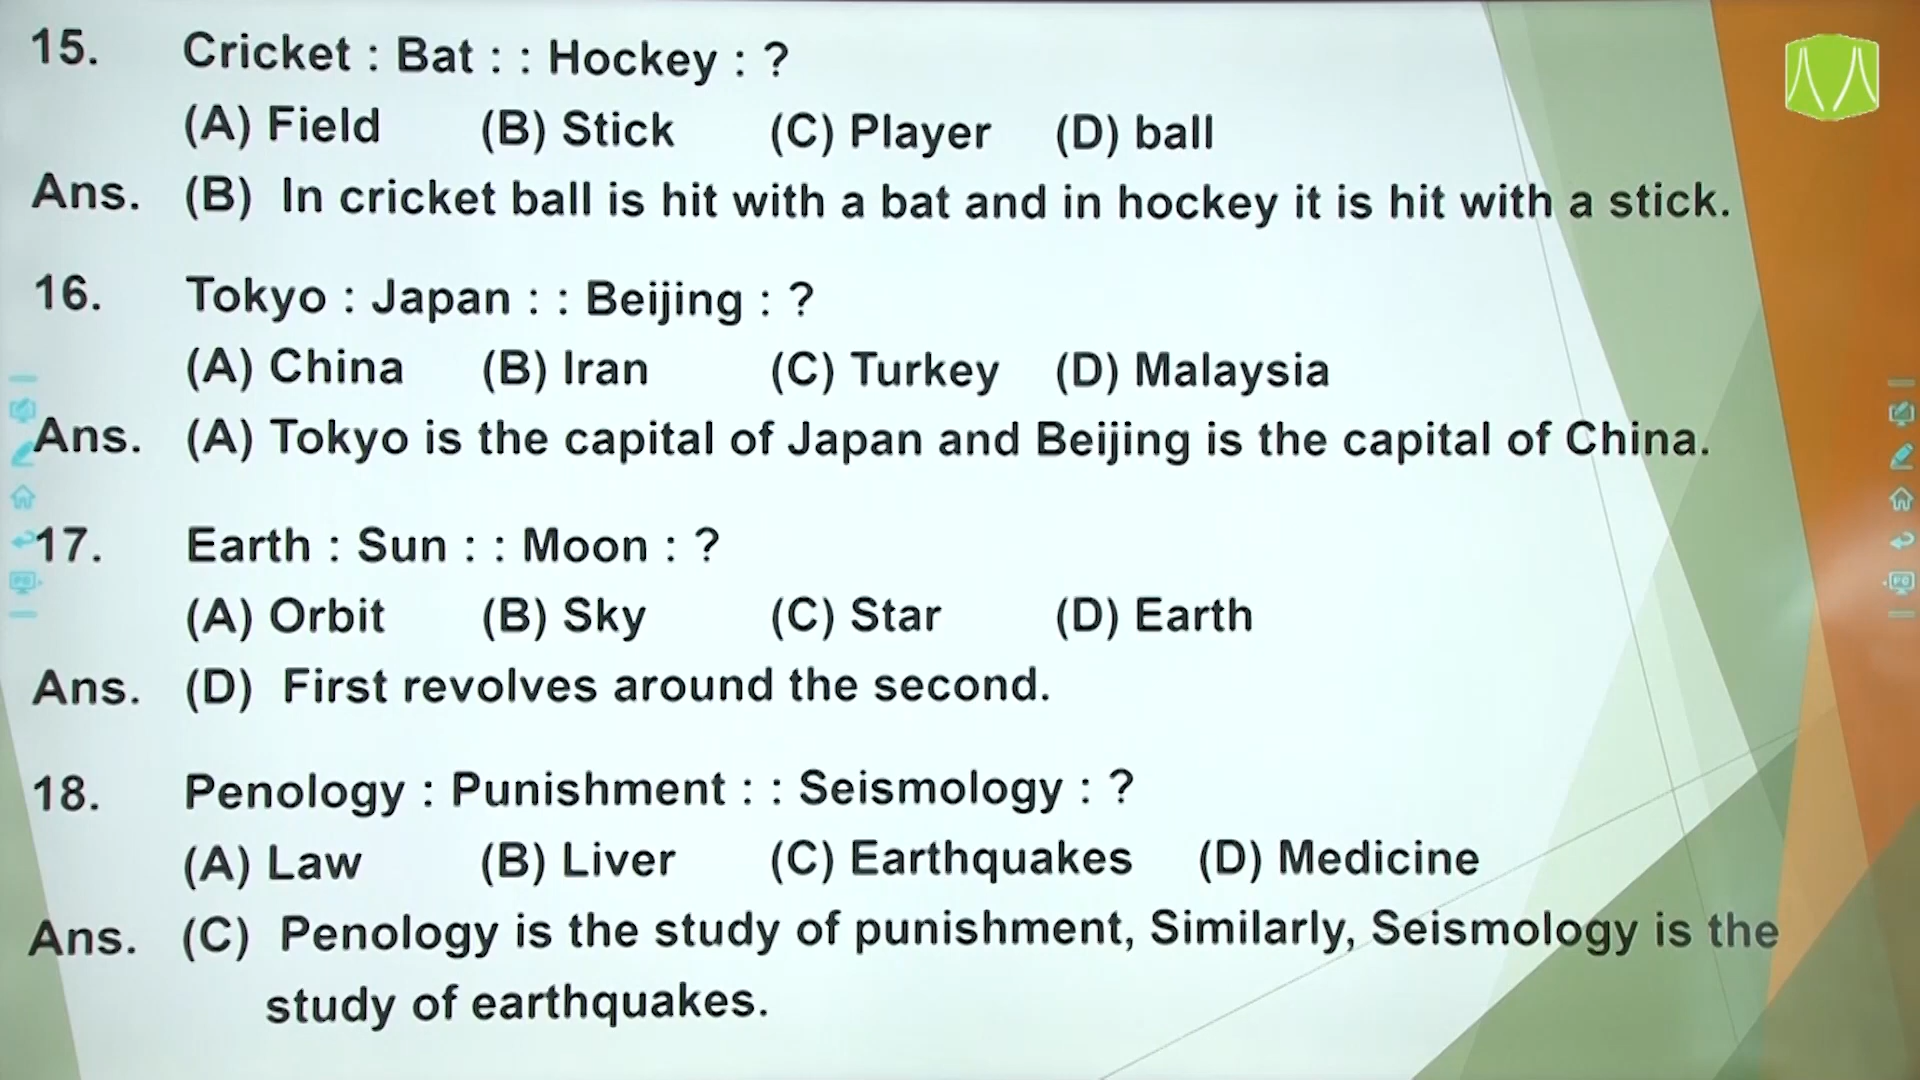 15. Cricket : Bat : : Hockey : ?
(A) Field (B) Stick (C) Player (D) ball
Ans. (B) In cricket ball is hit with a bat and in hockey it is hit with a stick.
16. Tokyo : Japan : : Beijing : ?
(A) China (B) Iran (C) Turkey (D) Malaysia
Ans. (A) Tokyo is the capital of Japan and Beijing is the capital of China.
17. Earth : Sun : : Moon : ?
(A) Orbit (B) Sky (C) Star (D) Earth
Ans. (D) First revolves around the second.
18. Penology : Punishment : : Seismology : ?
(A) Law (B) Liver (C) Earthquakes (D) Medicine
Ans. (C) Penology is the study of punishment, Similarly, Seismology is the
study of earthquakes.